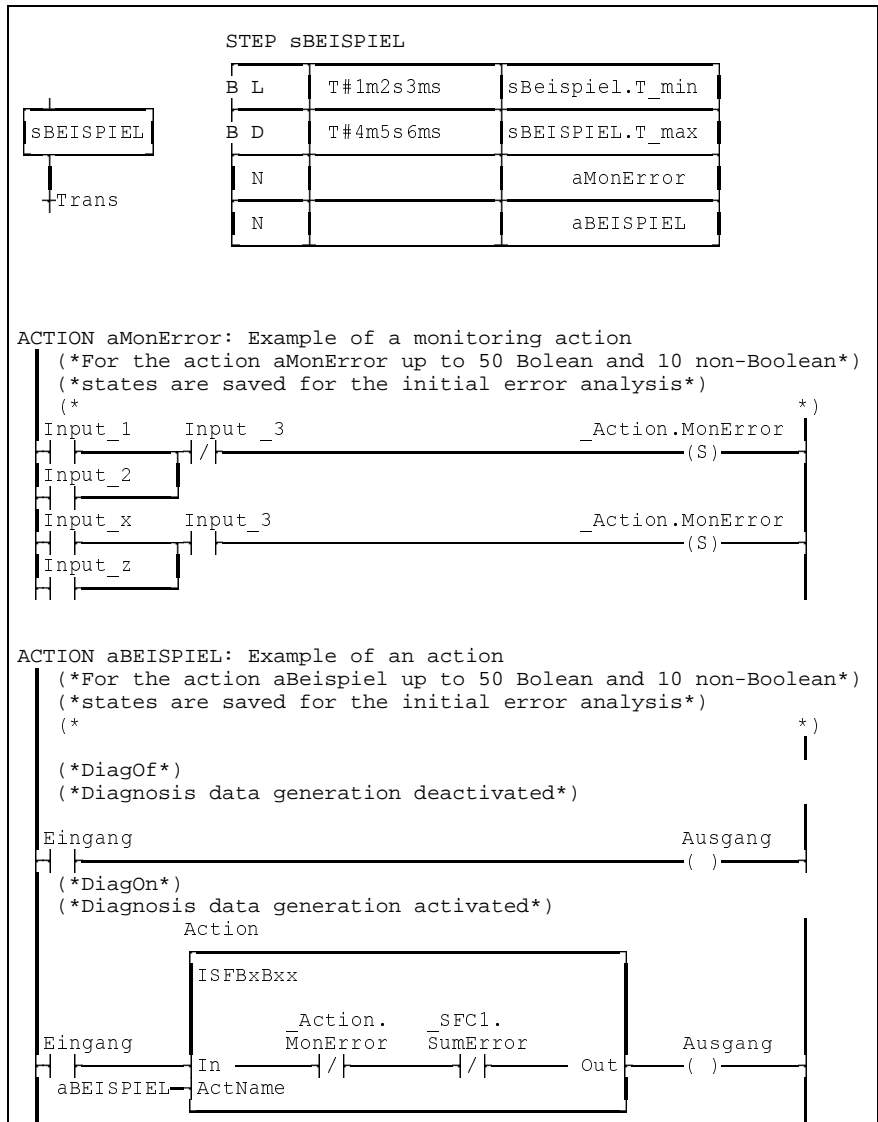 STEP sBEISPIEL
B L T#1m2s3ms sBeispiel.T_min
sBEISPIEL B D T#4m5s6ms sBEISPIEL.T_max
N aMonError
Trans
N aBEISPIEL
ACTION aMonError: Example of a monitoring action
(*For the action aMonError up to 50 Bolean and 10 non-Boolean*)
(*states are saved for the initial error analysis*)
(* *)
Input_1 Input _3 _Action.MonError
/ (S)
Input_2
Input_x Input_3 _Action.MonError
(S)
Input_z
ACTION aBEISPIEL: Example of an action
(*For the action aBeispiel up to 50 Bolean and 10 non-Boolean*)
(*states are saved for the initial error analysis*)
(* *)
(*DiagOf*)
(*Diagnosis data generation deactivated*)
Eingang Ausgang
( )
(*DiagOn*)
(*Diagnosis data generation activated*)
Action
ISFBxBxx
_Action. _SFC1.
Eingang MonError SumError Ausgang
In / / Out ( )
aBEISPIEL ActName